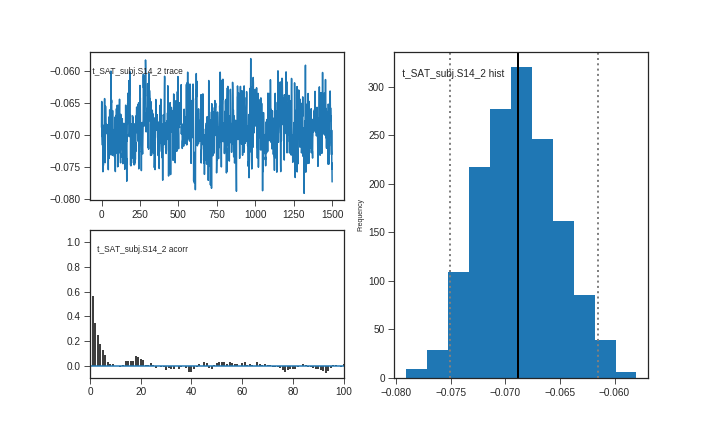 t_SAT_subj.S14_2 trace
−0.060
−0.065
−0.070
−0.075
−0.080
0 250 500 750 1000 1250 1500
t_SAT_subj.S14_2 acorr
1.0
0.8
0.6
0.4
0.2
0.0
0 20 40 60 80 100
t_SAT_subj.S14_2 hist
Frequency
300
250
200
150
100
50
0
−0.080 −0.075 −0.070 −0.065 −0.060